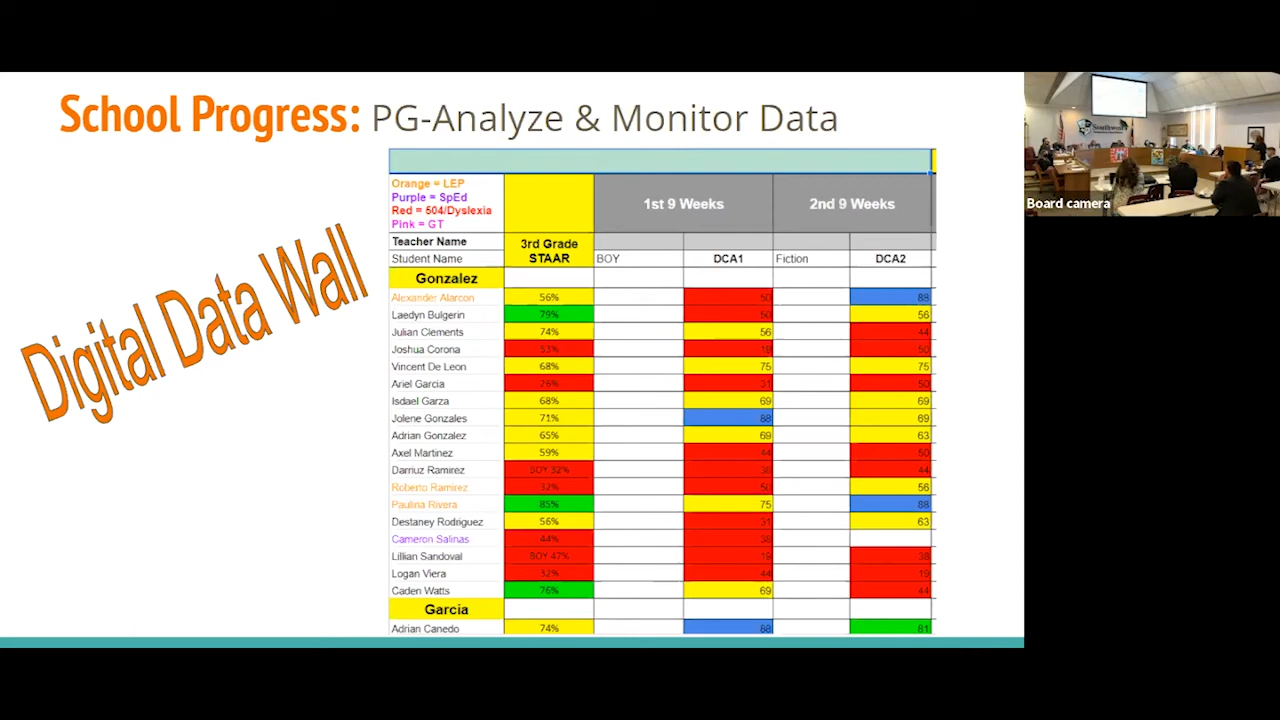 School Progress: PG-Analyze & Monitor Data
Digital Data Wall
Orange = LEP
Purple = SpEd
Red = 504/Dyslexia
Pink = GT
1st 9 Weeks 2nd 9 Weeks
Teacher Name
3rd Grade STAAR
Student Name BOY DCA1 Fiction DCA2
Gonzalez
Alexander Alarcon 56% 50 88
Laedyn Bulgerin 79% 50 56
Julian Clements 74% 56 44
Joshua Corona 53% 19 50
Vincent De Leon 68% 75 75
Ariel Garcia 26% 31 50
Isdael Garza 68% 69 69
Jolene Gonzales 71% 88 69
Adrian Gonzalez 65% 69 63
Axel Martinez 59% 44 50
Darriuz Ramirez BOY 32% 38 44
Roberto Ramirez 32% 50 56
Paulina Rivera 85% 75 88
Destaney Rodriguez 56% 31 63
Cameron Salinas 44% 38
Lillian Sandoval BOY 47% 19 38
Logan Viera 32% 44 19
Caden Watts 76% 69 44
Garcia
Adrian Canedo 74% 88 81
Southwest
Board camera